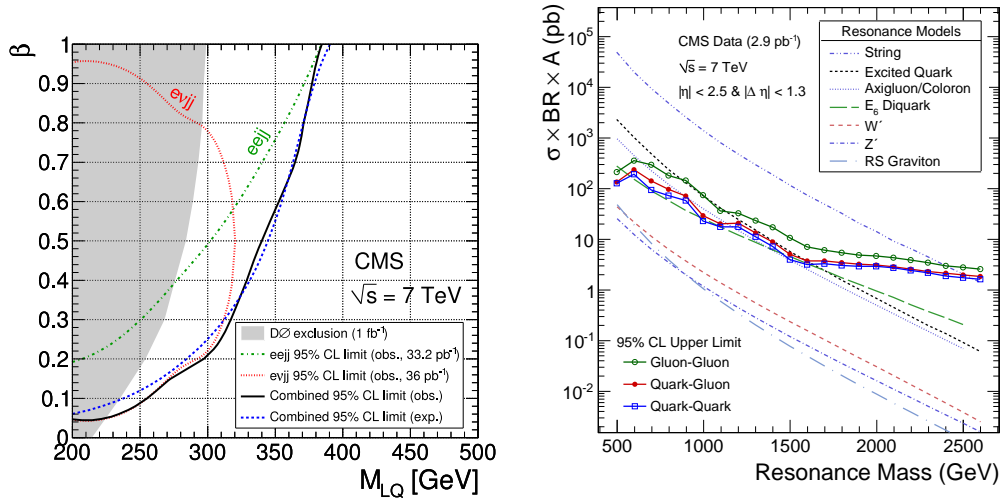 β
1
0.9
0.8
0.7
0.6
0.5
0.4
0.3
0.2
0.1
0
eνjj
eejj
CMS
√s = 7 TeV
DØ exclusion (1 fb⁻¹)
eejj 95% CL limit (obs., 33.2 pb⁻¹)
eνjj 95% CL limit (obs., 36 pb⁻¹)
Combined 95% CL limit (obs.)
Combined 95% CL limit (exp.)
200 250 300 350 400 450 500
M_LQ [GeV]
σ × BR × A (pb)
10⁵
10⁴
10³
10²
10
1
10⁻¹
10⁻²
CMS Data (2.9 pb⁻¹)
√s = 7 TeV
|η| < 2.5 & |Δ η| < 1.3
Resonance Models
String
Excited Quark
Axigluon/Coloron
E₆ Diquark
W′
Z′
RS Graviton
95% CL Upper Limit
Gluon-Gluon
Quark-Gluon
Quark-Quark
500 1000 1500 2000 2500
Resonance Mass (GeV)